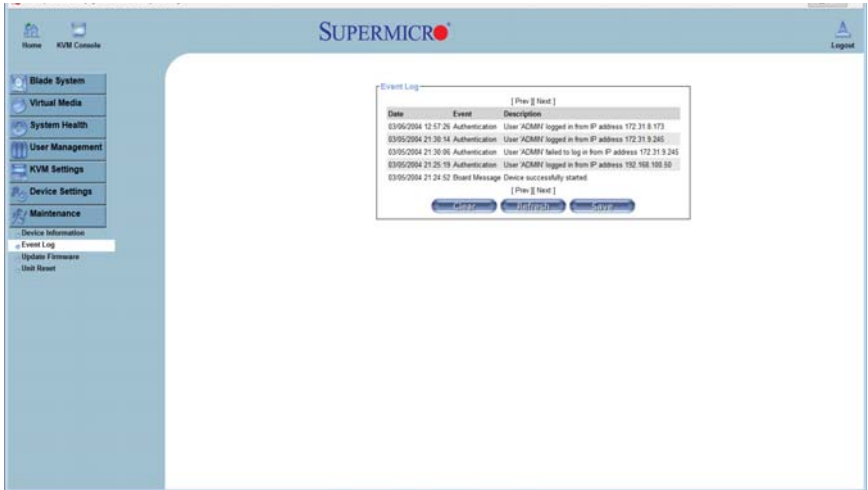 SUPERMICRO
Home KVM Console
Logout
Blade System
Virtual Media
System Health
User Management
KVM Settings
Device Settings
Maintenance
Device Information
Event Log
Update Firmware
Unit Reset
Event Log
[ Prev ][ Next ]
Date Event Description
03/06/2004 12:57:26 Authentication User 'ADMIN' logged in from IP address 172.31.8.173
03/05/2004 21:30:14 Authentication User 'ADMIN' logged in from IP address 172.31.9.245
03/05/2004 21:30:06 Authentication User 'ADMIN' failed to log in from IP address 172.31.9.245
03/05/2004 21:25:19 Authentication User 'ADMIN' logged in from IP address 192.168.100.50
03/05/2004 21:24:52 Board Message Device successfully started.
[ Prev ][ Next ]
Clear Refresh Save